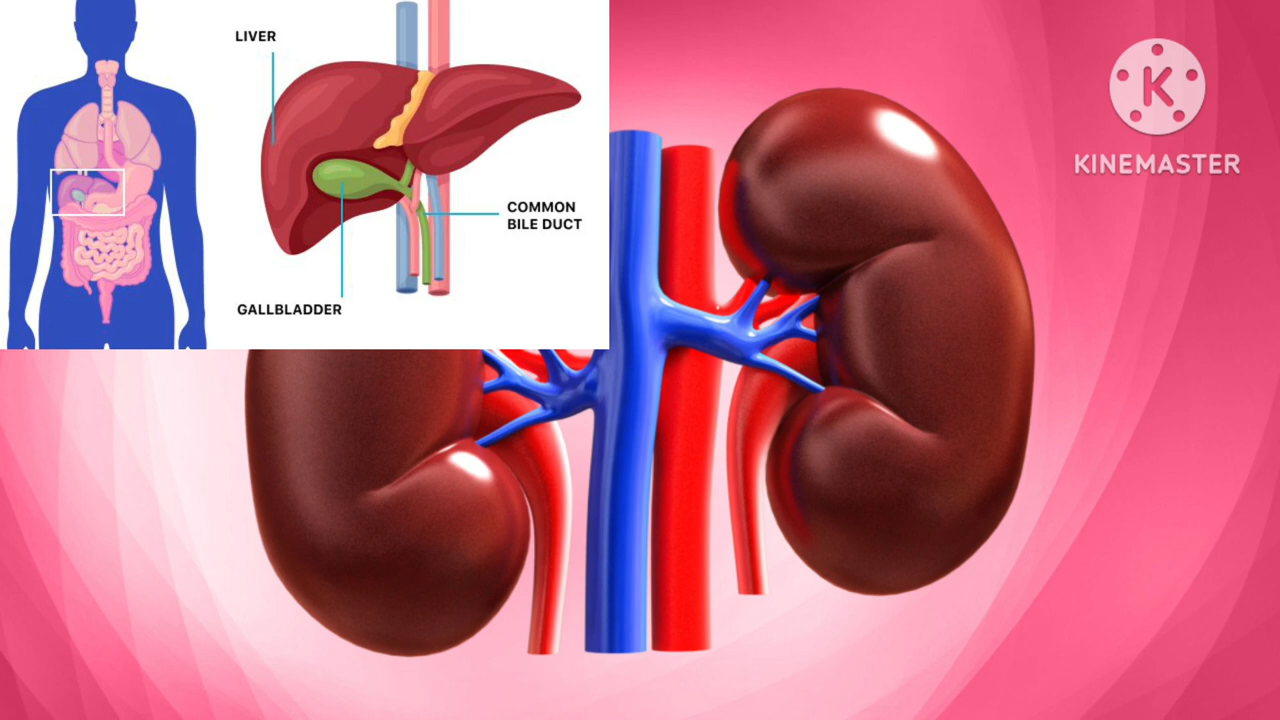 LIVER
COMMON
BILE DUCT
GALLBLADDER
K
KINEMASTER